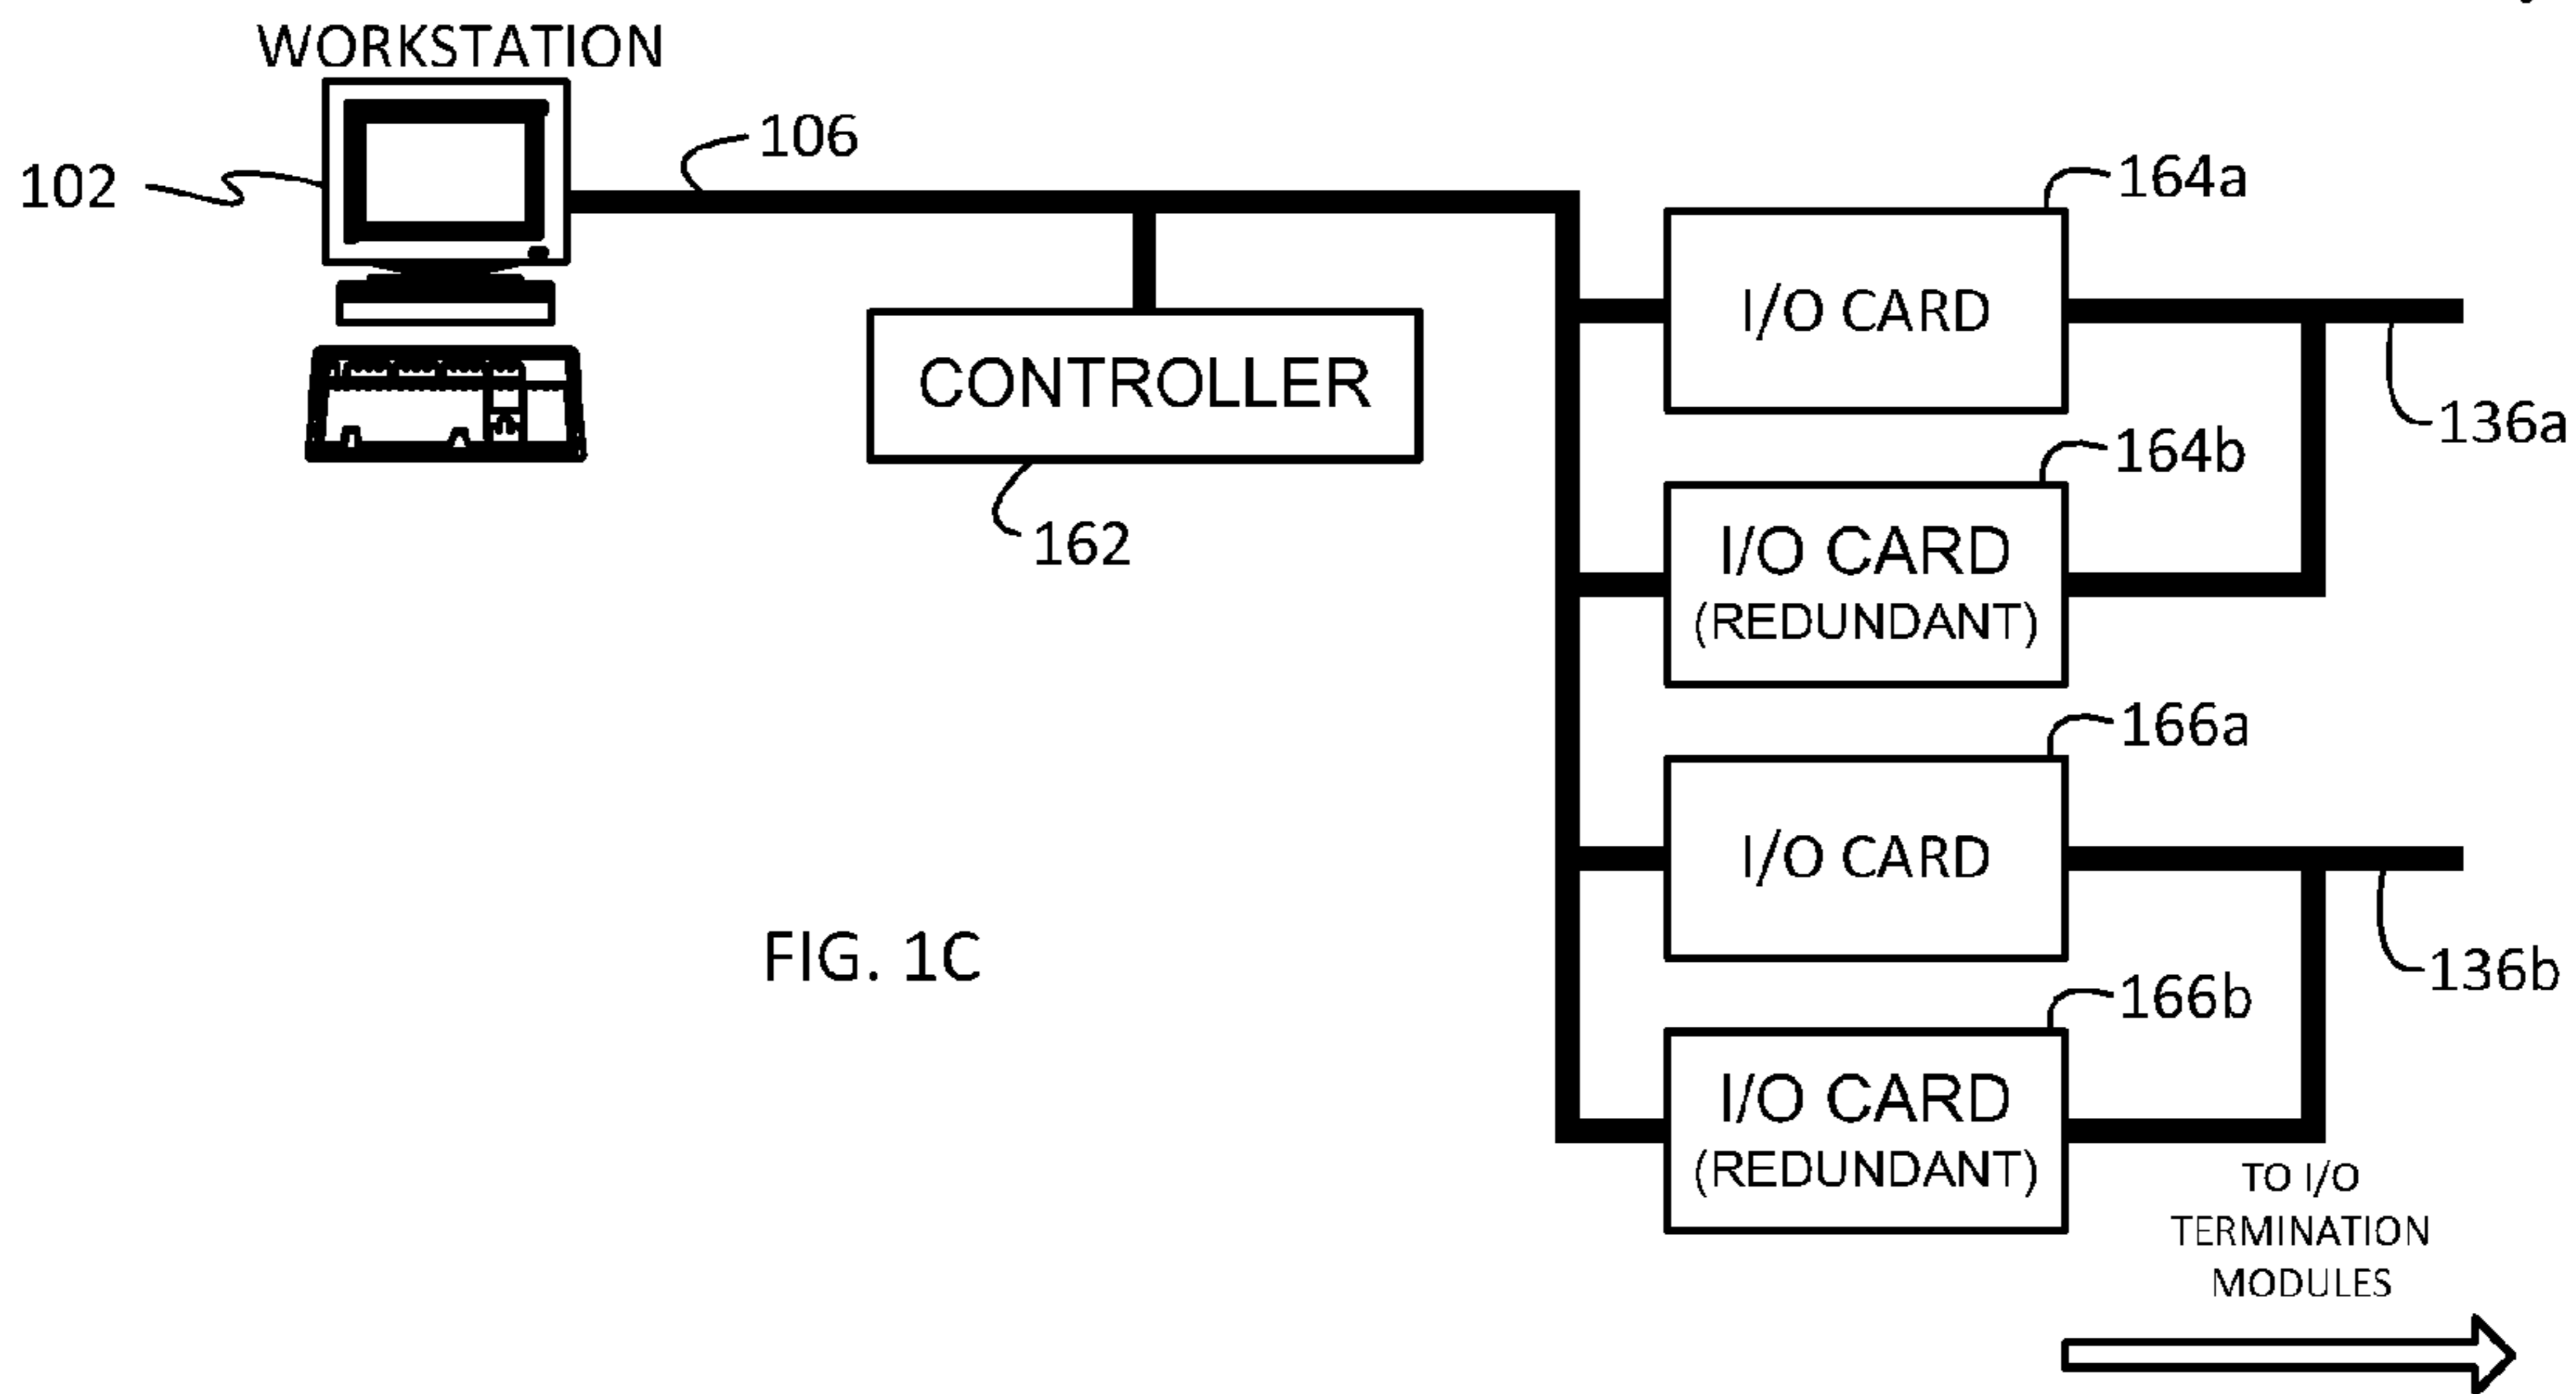 WORKSTATION
102
106
CONTROLLER
162
164a
I/O CARD
136a
164b
I/O CARD
(REDUNDANT)
166a
I/O CARD
136b
166b
I/O CARD
(REDUNDANT)
FIG. 1C
TO I/O
TERMINATION
MODULES